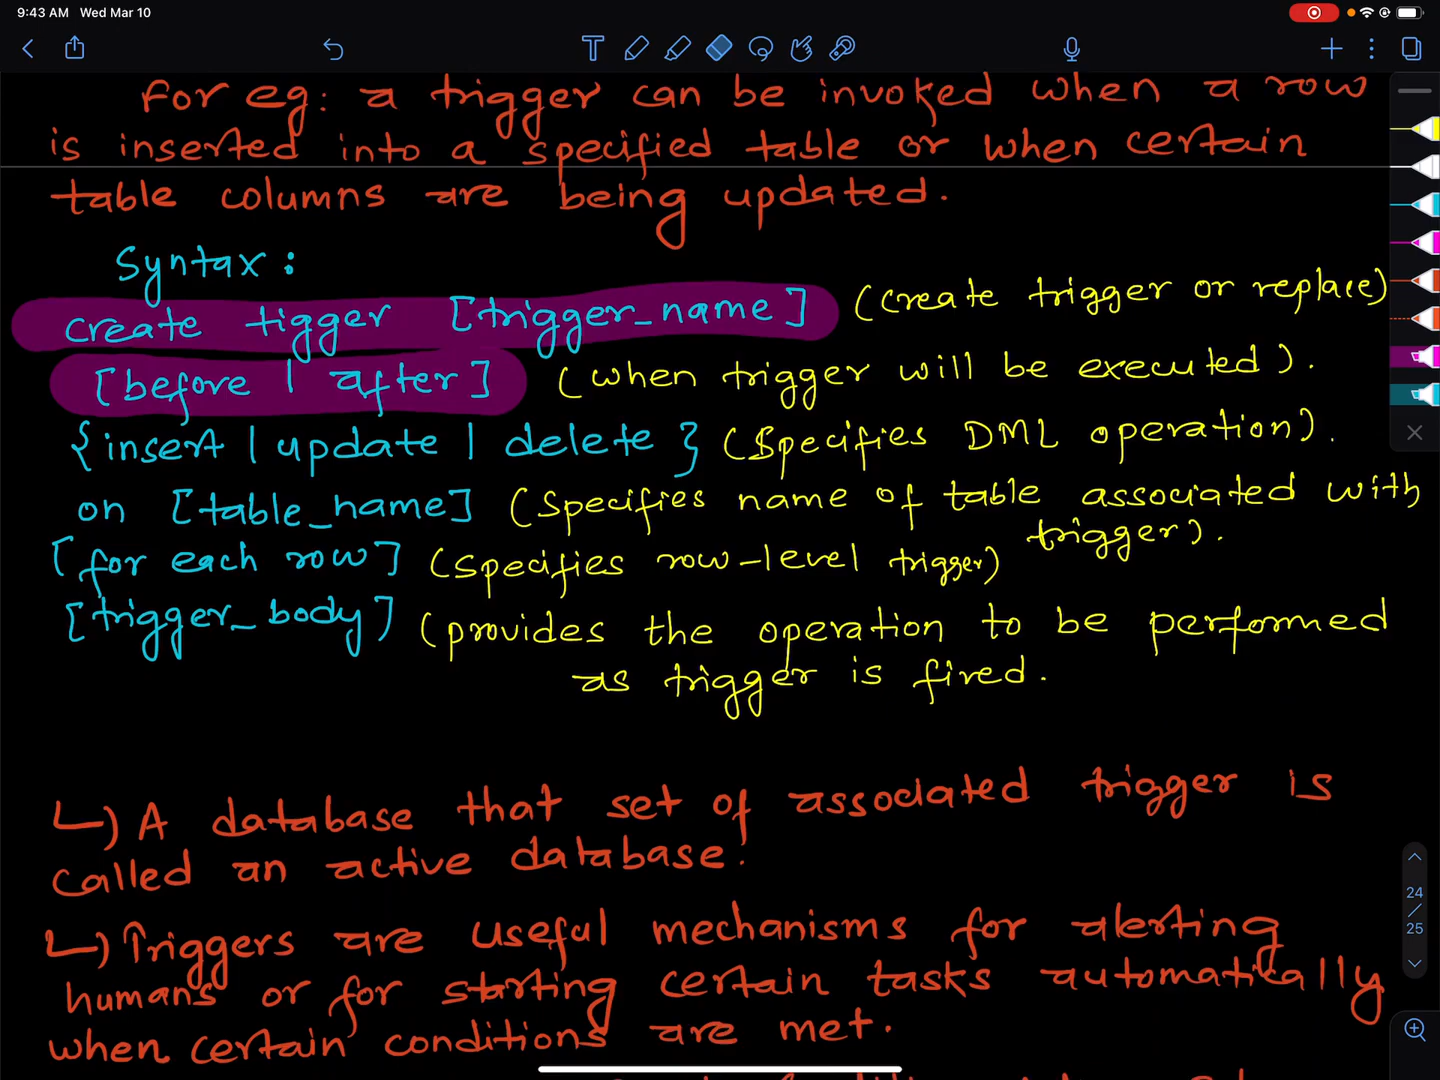 9:43 AM Wed Mar 10
For eg: a trigger can be invoked when a row
is inserted into a specified table or when certain
table columns are being updated.
Syntax:
create tigger [trigger_name] (create trigger or replace)
[before | after] (when trigger will be executed).
{insert | update | delete} (specifies DML operation).
on [table_name] (specifies name of table associated with
trigger).
[for each row] (specifies row-level trigger)
[trigger_body] (provides the operation to be performed
as trigger is fired.
↳) A database that set of associated trigger is
called an active database.
↳) Triggers are useful mechanisms for alerting
humans or for starting certain tasks automatically
when certain conditions are met.
24
/
25